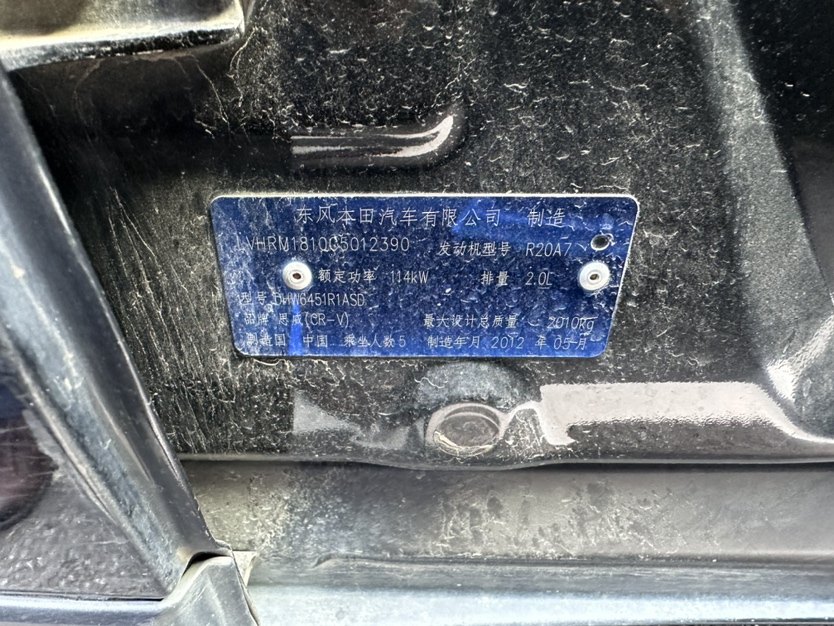 东风本田汽车有限公司 制造
LVHRM1810C5012390 发动机型号 R20A7
额定功率 114kW 排量 2.0L
型号 DHW6451R1ASD
品牌 思威(CR-V) 最大设计总质量 2010kg
制造国 中国 乘坐人数 5 制造年月 2012 年 05 月